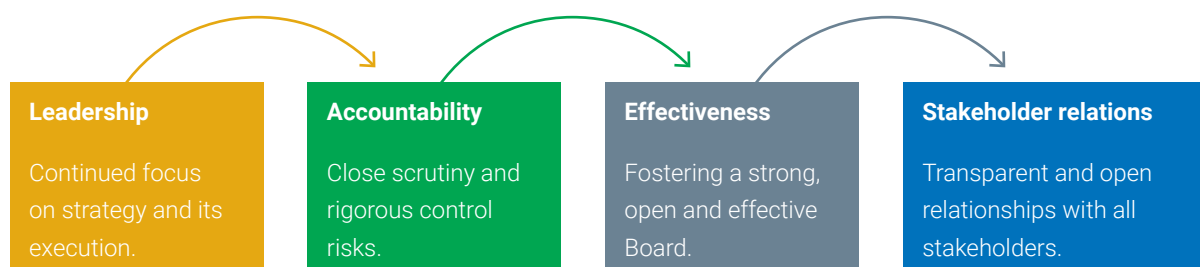 Leadership
Continued focus
on strategy and its
execution.
Accountability
Close scrutiny and
rigorous control
risks.
Effectiveness
Fostering a strong,
open and effective
Board.
Stakeholder relations
Transparent and open
relationships with all
stakeholders.